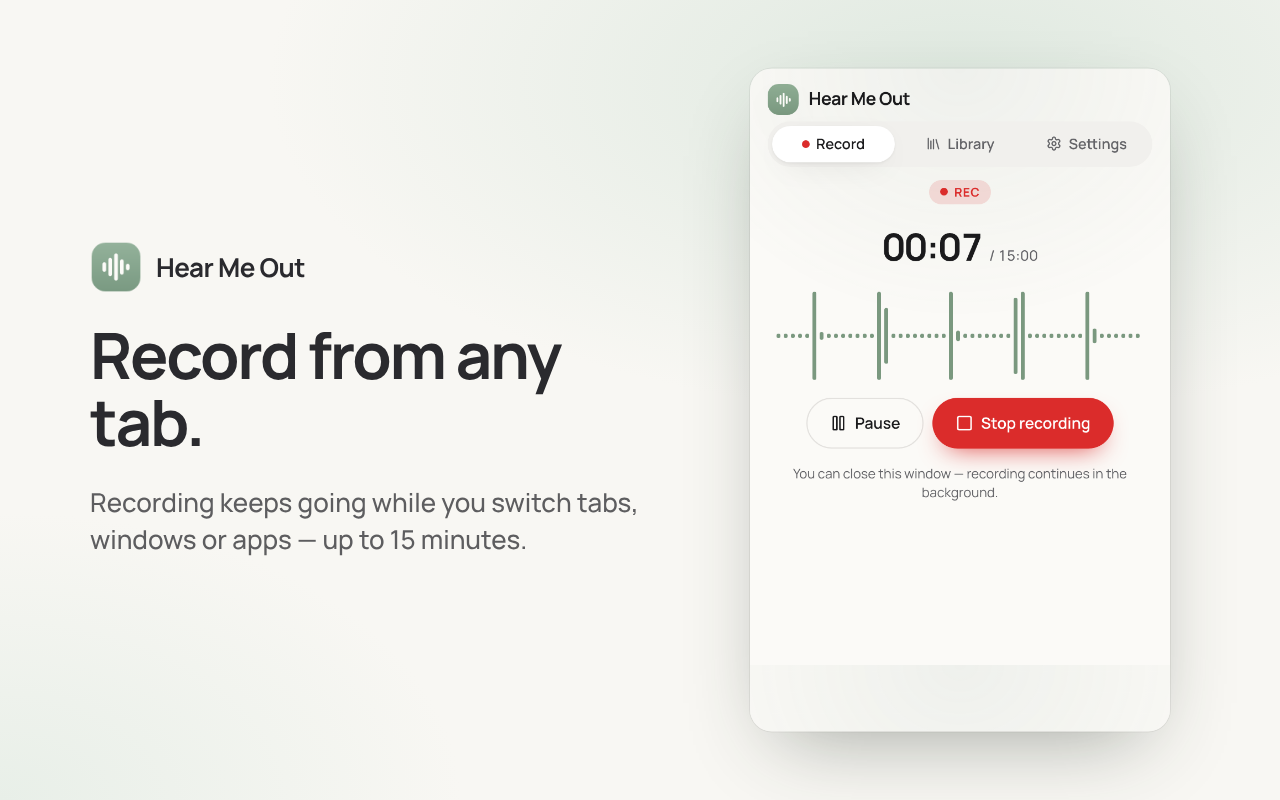 Hear Me Out
Record from any
tab.
Recording keeps going while you switch tabs,
windows or apps — up to 15 minutes.
Hear Me Out
Record
Library
Settings
REC
00:07 / 15:00
Pause
Stop recording
You can close this window — recording continues in the
background.